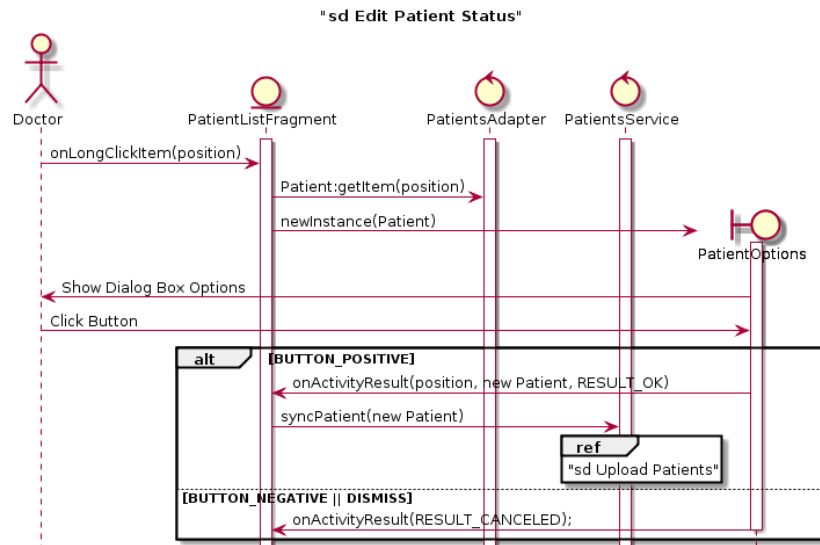 "sd Edit Patient Status"
Doctor
PatientListFragment
PatientsAdapter
PatientsService
onLongClickItem(position)
Patient:getItem(position)
newInstance(Patient)
PatientOptions
Show Dialog Box Options
Click Button
alt
[BUTTON_POSITIVE]
onActivityResult(position, new Patient, RESULT_OK)
syncPatient(new Patient)
ref
"sd Upload Patients"
[BUTTON_NEGATIVE || DISMISS]
onActivityResult(RESULT_CANCELED);